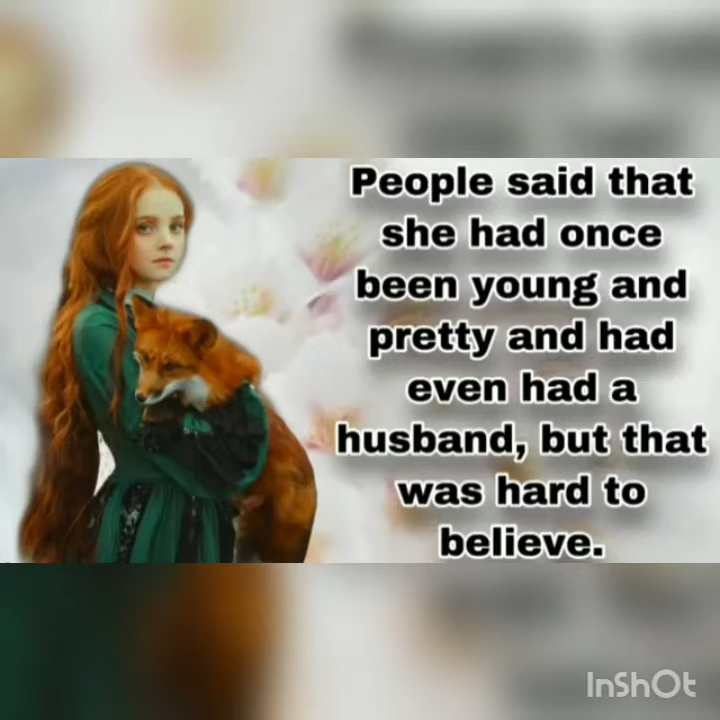 People said that
she had once
been young and
pretty and had
even had a
husband, but that
was hard to
believe.
InShOt